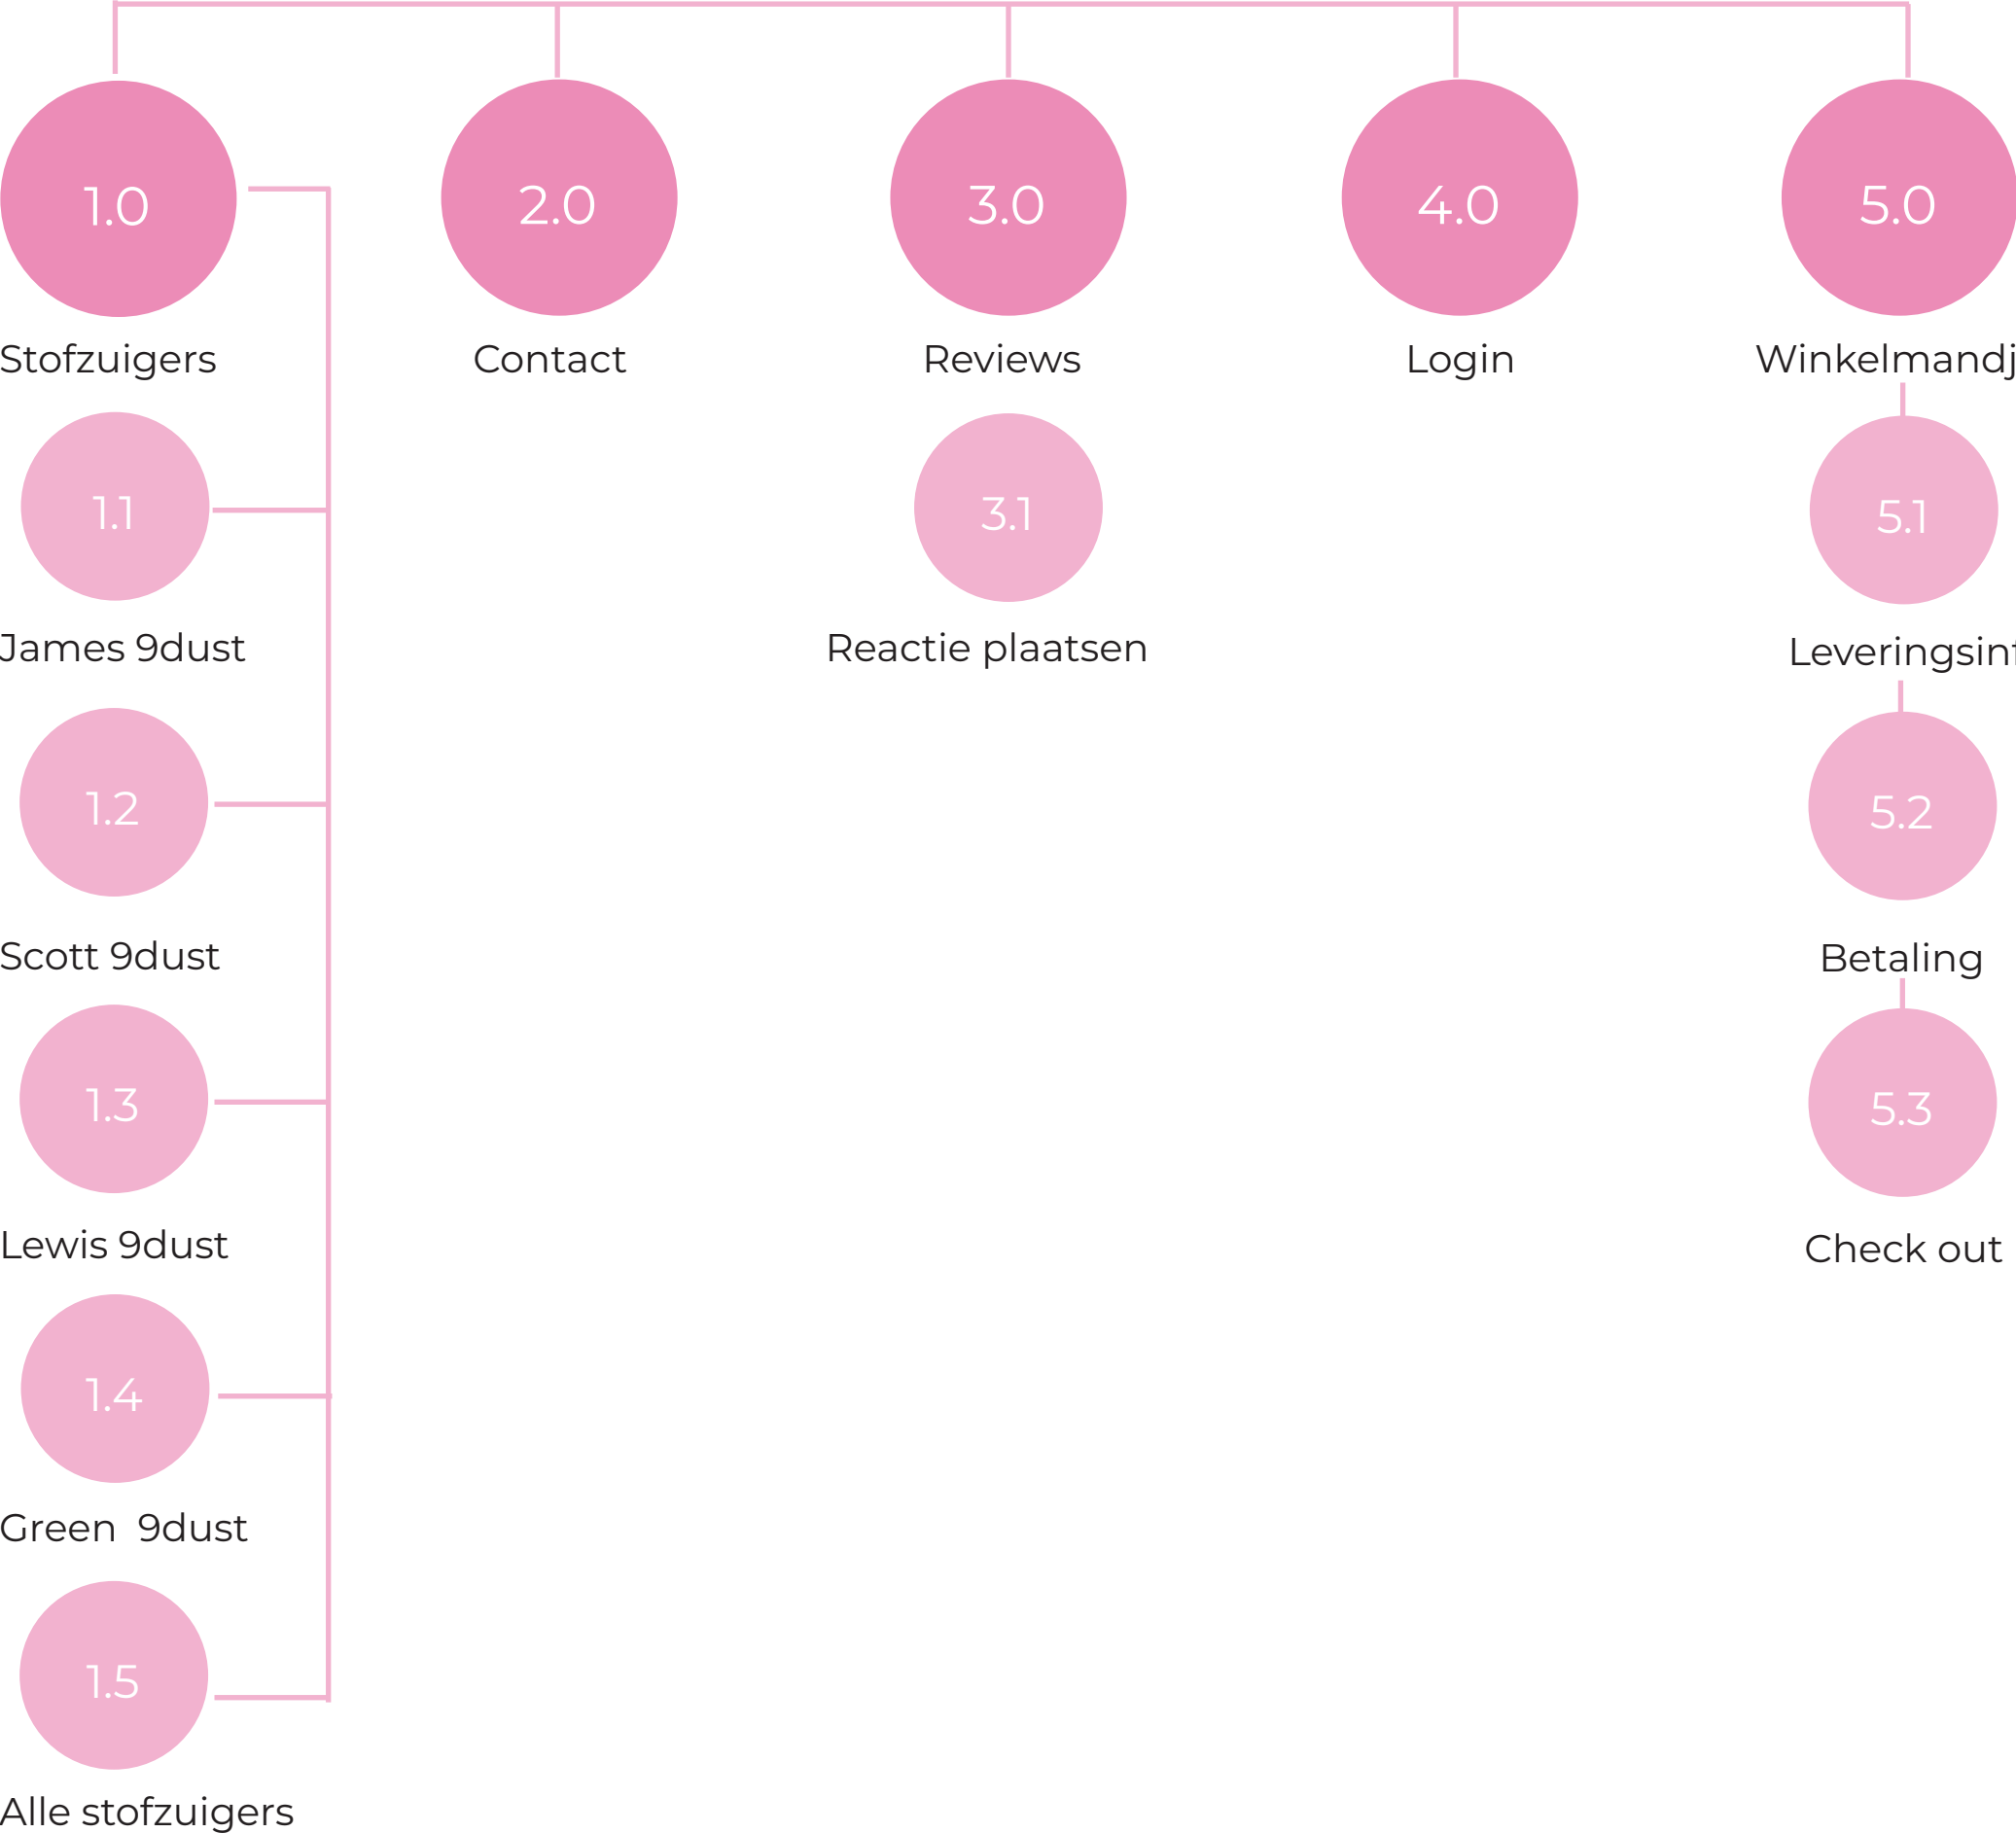 1.0
2.0
3.0
4.0
5.0
Stofzuigers
Contact
Reviews
Login
Winkelmandj
1.1
3.1
5.1
James 9dust
Reactie plaatsen
Leveringsinf
1.2
5.2
Scott 9dust
Betaling
1.3
5.3
Lewis 9dust
Check out
1.4
Green 9dust
1.5
Alle stofzuigers